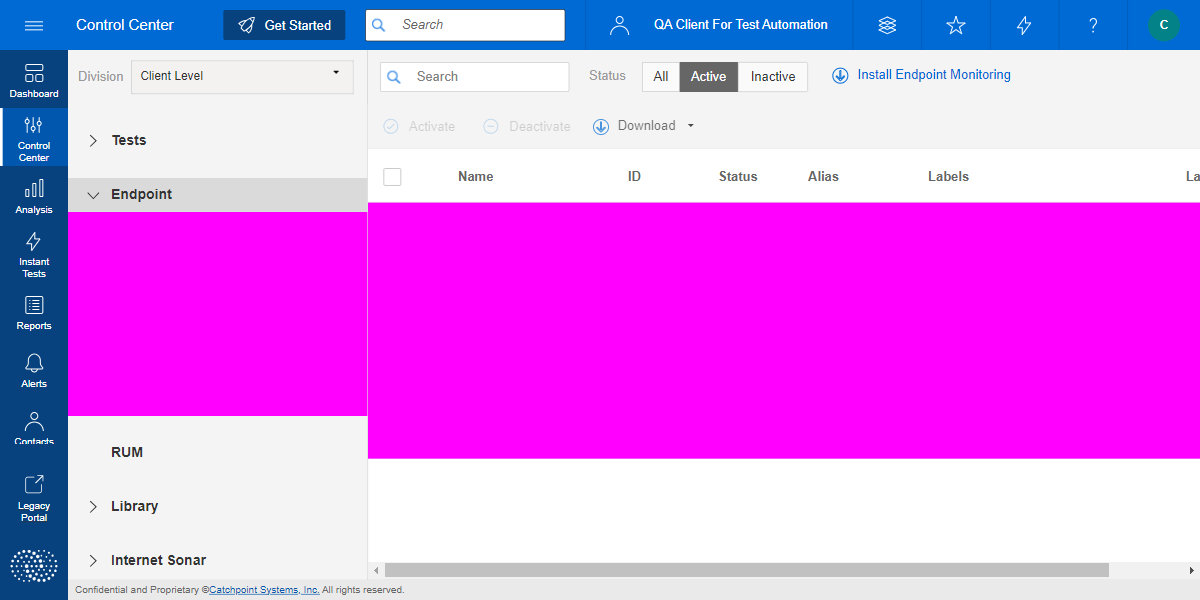 Control Center
Get Started
Search
QA Client For Test Automation
?
C
Dashboard
Control
Center
Analysis
Instant
Tests
Reports
Alerts
Contacts
Legacy
Portal
Division
Client Level
Tests
Endpoint
RUM
Library
Internet Sonar
Search
Status
All
Active
Inactive
Install Endpoint Monitoring
Activate
Deactivate
Download
Name
ID
Status
Alias
Labels
La
Confidential and Proprietary ©Catchpoint Systems, Inc. All rights reserved.